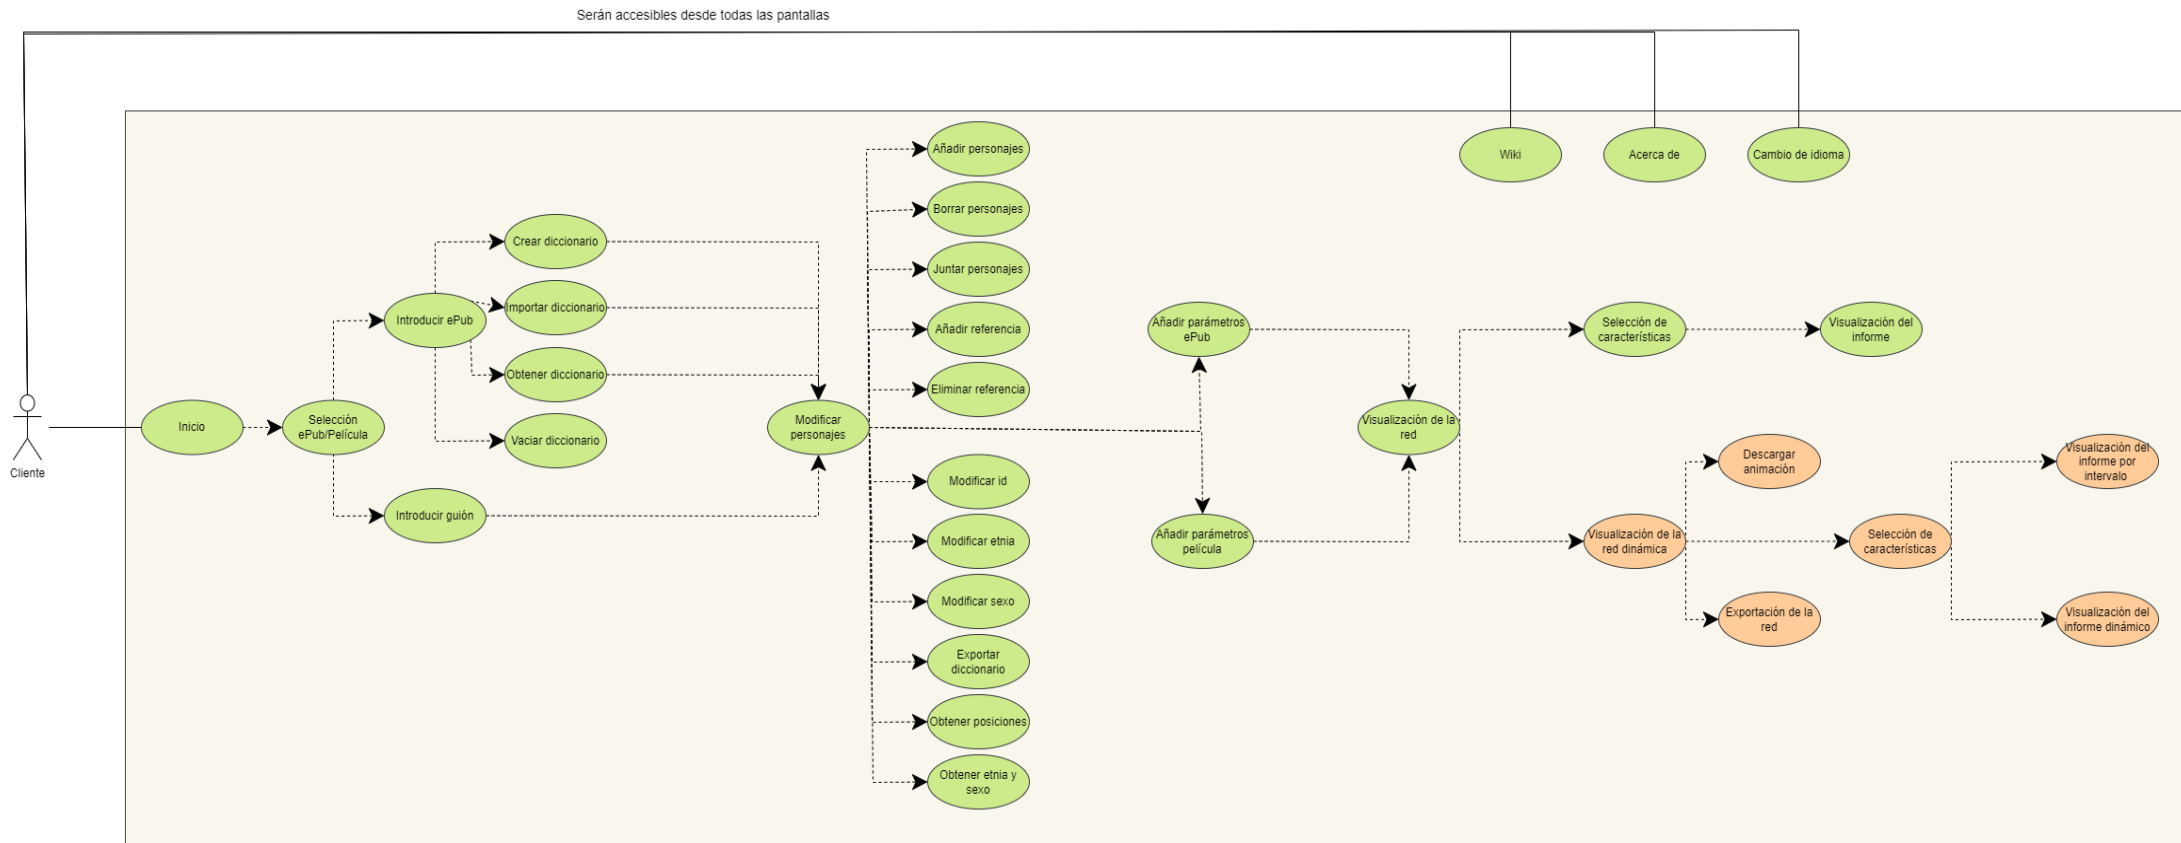 Serán accesibles desde todas las pantallas
Wiki
Acerca de
Cambio de idioma
Cliente
Inicio
Selección
ePub/Película
Introducir ePub
Introducir guión
Crear diccionario
Importar diccionario
Obtener diccionario
Vaciar diccionario
Modificar
personajes
Añadir personajes
Borrar personajes
Juntar personajes
Añadir referencia
Eliminar referencia
Modificar id
Modificar etnia
Modificar sexo
Exportar
diccionario
Obtener posiciones
Obtener etnia y
sexo
Añadir parámetros
ePub
Añadir parámetros
película
Visualización de la
red
Selección de
características
Visualización del
informe
Visualización de la
red dinámica
Descargar
animación
Exportación de la
red
Selección de
características
Visualización del
informe por
intervalo
Visualización del
informe dinámico